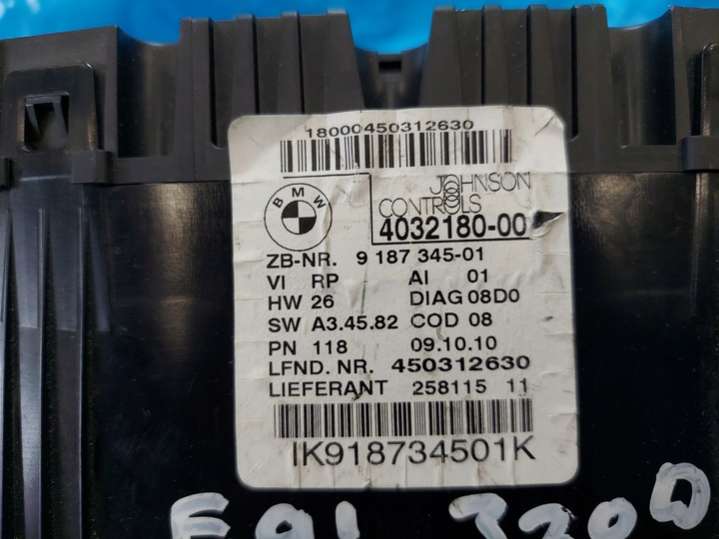 18000450312630
BMW
JOHNSON
CONTROLS
4032180-00
ZB-NR. 9 187 345-01
VI RP AI 01
HW 26 DIAG 08D0
SW A3.45.82 COD 08
PN 118 09.10.10
LFND. NR. 450312630
LIEFERANT 258115 11
IK918734501K
E91 320D